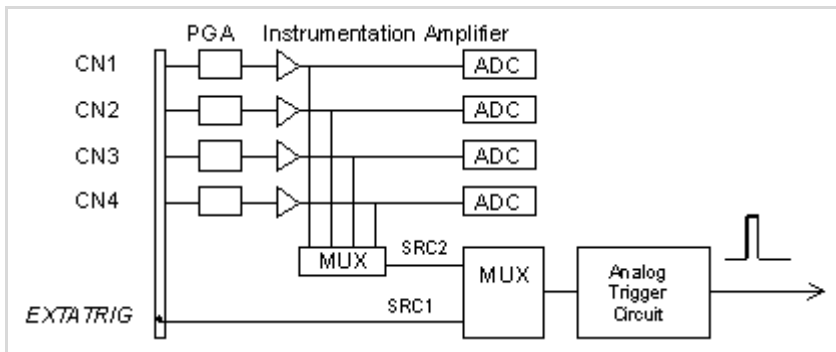 PGA Instrumentation Amplifier
CN1 ADC
CN2 ADC
CN3 ADC
CN4 ADC
MUX SRC2 MUX Analog
Trigger
Circuit
EXTATRIG SRC1